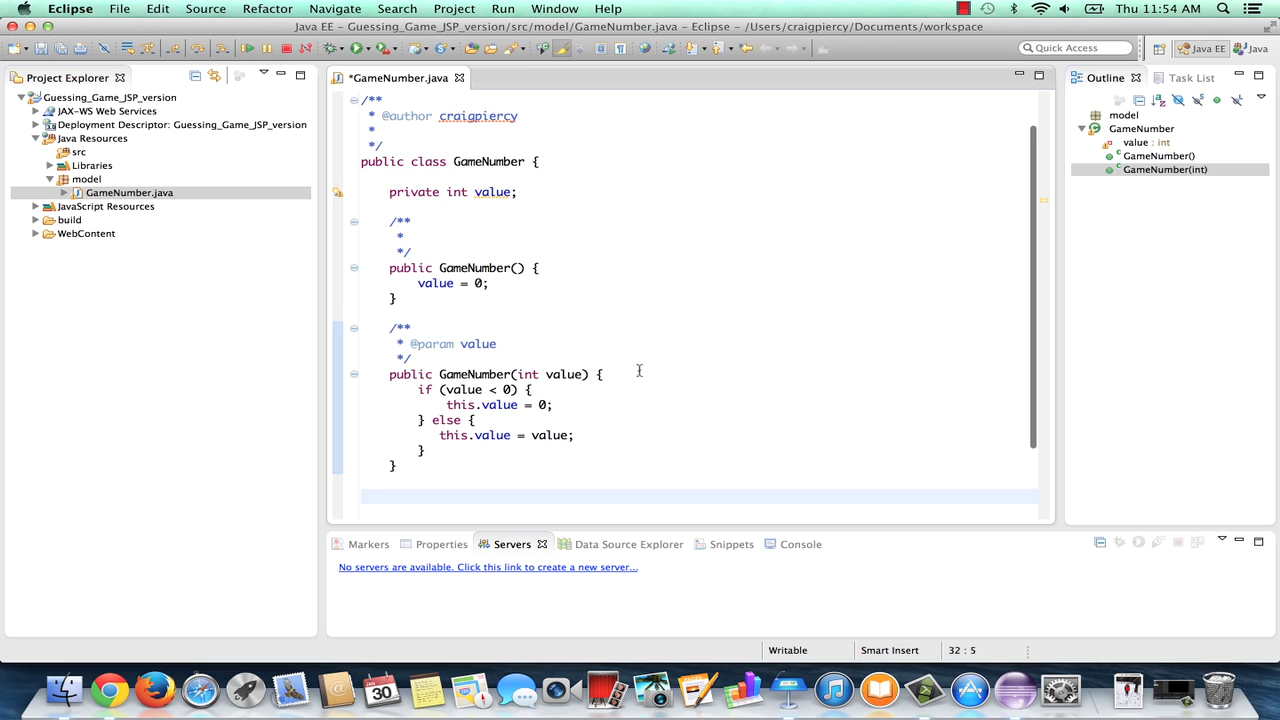 Eclipse File Edit Source Refactor Navigate Search Project Run Window Help Thu 11:54 AM
Java EE - Guessing_Game_JSP_version/src/model/GameNumber.java - Eclipse - /Users/craigpiercy/Documents/workspace
Quick Access Java EE Java
Project Explorer
Guessing_Game_JSP_version
JAX-WS Web Services
Deployment Descriptor: Guessing_Game_JSP_version
Java Resources
src
Libraries
model
GameNumber.java
JavaScript Resources
build
WebContent
*GameNumber.java
/**
* @author craigpiercy
*
*/
public class GameNumber {
private int value;
/**
*
*/
public GameNumber() {
value = 0;
}
/**
* @param value
*/
public GameNumber(int value) {
if (value < 0) {
this.value = 0;
} else {
this.value = value;
}
}
Outline Task List
model
GameNumber
value : int
GameNumber()
GameNumber(int)
Markers Properties Servers Data Source Explorer Snippets Console
No servers are available. Click this link to create a new server...
Writable Smart Insert 32 : 5
JAN
30